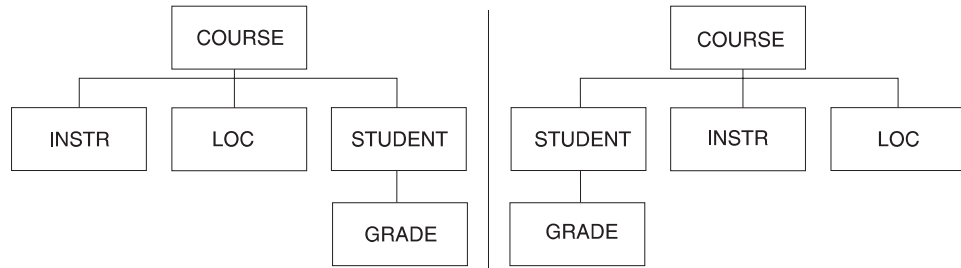 COURSE
INSTR
LOC
STUDENT
GRADE
COURSE
STUDENT
INSTR
LOC
GRADE